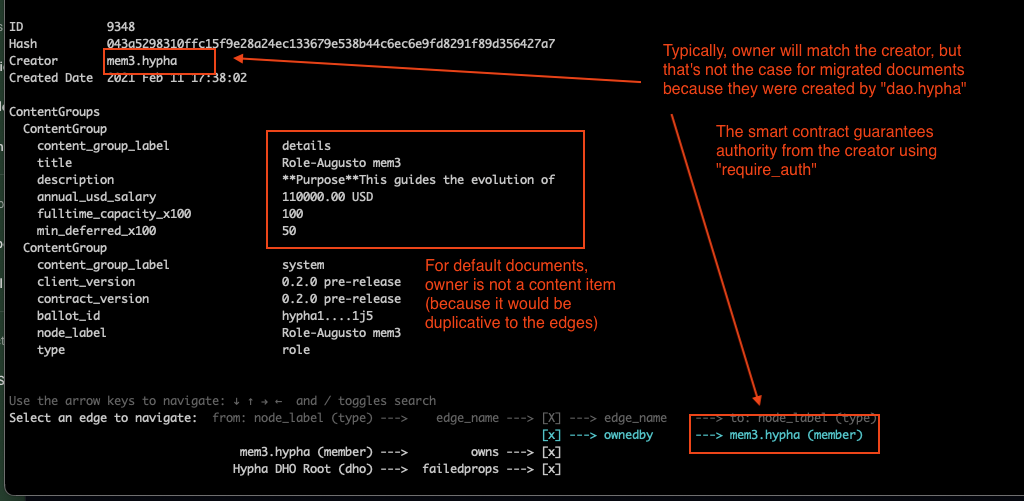 ID 9348
Hash 043a5298310ffc15f9e28a24ec133679e538b44c6ec6e9fd8291f89d356427a7
Creator mem3.hypha
Created Date 2021 Feb 11 17:38:02
Typically, owner will match the creator, but
that's not the case for migrated documents
because they were created by "dao.hypha"
The smart contract guarantees
authority from the creator using
"require_auth"
ContentGroups
ContentGroup
content_group_label details
title Role-Augusto mem3
description **Purpose**This guides the evolution of
annual_usd_salary 110000.00 USD
fulltime_capacity_x100 100
min_deferred_x100 50
ContentGroup
content_group_label system
client_version 0.2.0 pre-release
contract_version 0.2.0 pre-release
ballot_id hypha1....1j5
node_label Role-Augusto mem3
type role
For default documents,
owner is not a content item
(because it would be
duplicative to the edges)
Use the arrow keys to navigate: ↓ ↑ → ← and / toggles search
Select an edge to navigate: from: node_label (type) ---> edge_name ---> [X] ---> edge_name ---> to: node_label (type)
[x] ---> ownedby ---> mem3.hypha (member)
mem3.hypha (member) ---> owns ---> [x]
Hypha DHO Root (dho) ---> failedprops ---> [x]